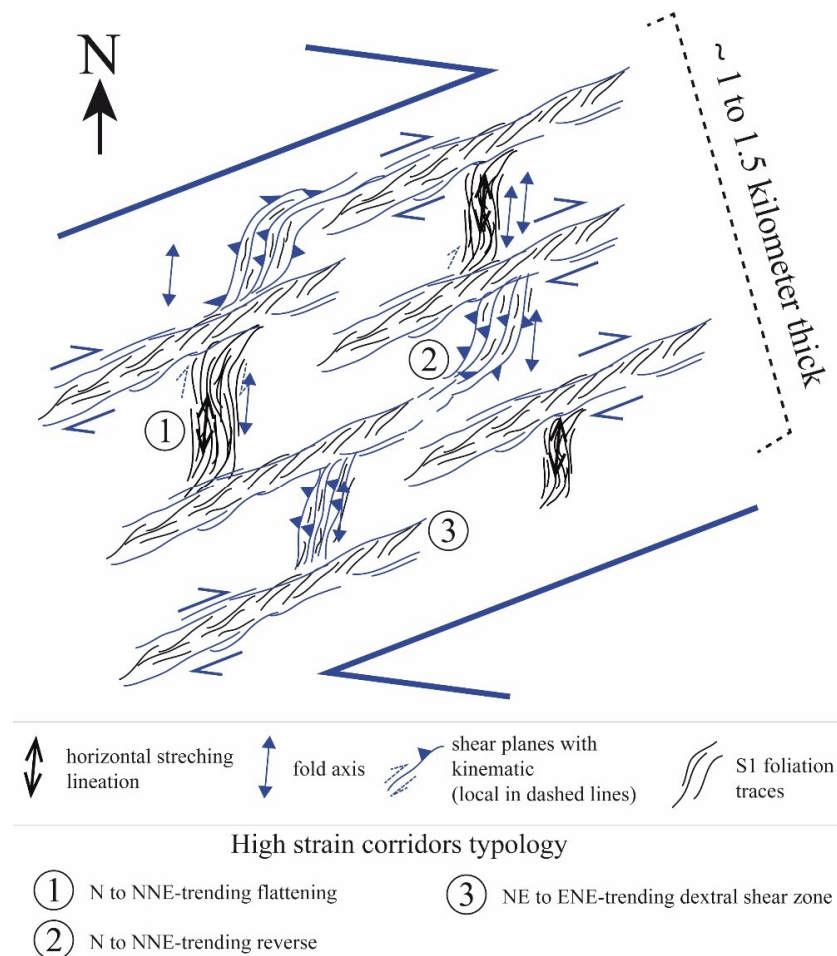 N
~ 1 to 1.5 kilometer thick
1
2
3
horizontal streching
lineation
fold axis
shear planes with
kinematic
(local in dashed lines)
S1 foliation
traces
High strain corridors typology
1 N to NNE-trending flattening
2 N to NNE-trending reverse
3 NE to ENE-trending dextral shear zone